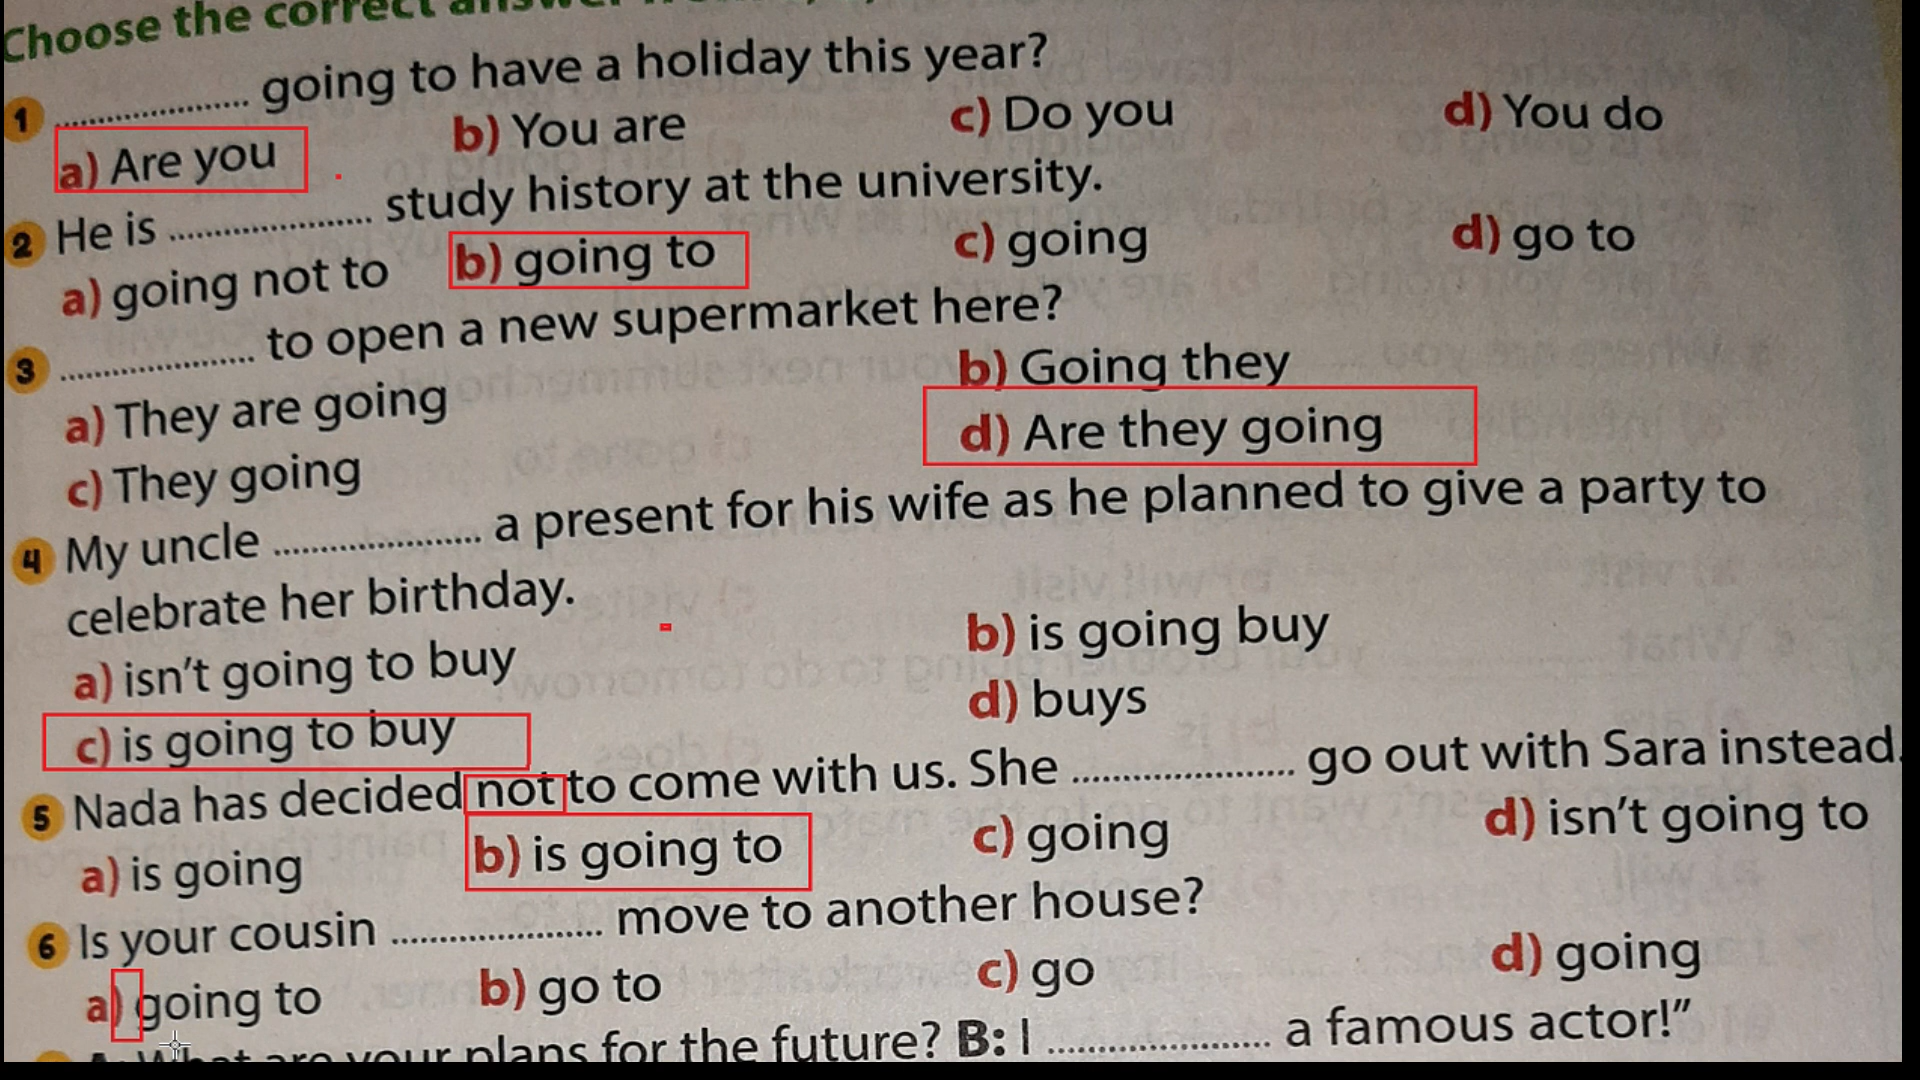 Choose the correct answer from
1 .................... going to have a holiday this year?
a) Are you b) You are c) Do you d) You do
2 He is .................... study history at the university.
a) going not to b) going to c) going d) go to
3 .................... to open a new supermarket here?
a) They are going b) Going they
c) They going d) Are they going
4 My uncle .................... a present for his wife as he planned to give a party to
celebrate her birthday.
a) isn't going to buy b) is going buy
c) is going to buy d) buys
5 Nada has decided not to come with us. She .................... go out with Sara instead.
a) is going b) is going to c) going d) isn't going to
6 Is your cousin .................... move to another house?
a) going to b) go to c) go d) going
A: What are your plans for the future? B: I .................... a famous actor!"